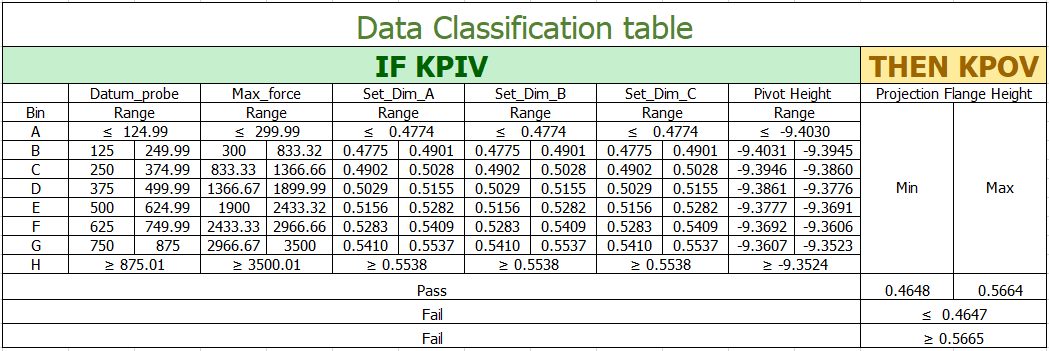 Data Classification table
IF KPIV THEN KPOV
Datum_probe Max_force Set_Dim_A Set_Dim_B Set_Dim_C Pivot Height Projection Flange Height
Bin Range Range Range Range Range Range
A ≤ 124.99 ≤ 299.99 ≤ 0.4774 ≤ 0.4774 ≤ 0.4774 ≤ -9.4030
B 125 249.99 300 833.32 0.4775 0.4901 0.4775 0.4901 0.4775 0.4901 -9.4031 -9.3945
C 250 374.99 833.33 1366.66 0.4902 0.5028 0.4902 0.5028 0.4902 0.5028 -9.3946 -9.3860
D 375 499.99 1366.67 1899.99 0.5029 0.5155 0.5029 0.5155 0.5029 0.5155 -9.3861 -9.3776 Min Max
E 500 624.99 1900 2433.32 0.5156 0.5282 0.5156 0.5282 0.5156 0.5282 -9.3777 -9.3691
F 625 749.99 2433.33 2966.66 0.5283 0.5409 0.5283 0.5409 0.5283 0.5409 -9.3692 -9.3606
G 750 875 2966.67 3500 0.5410 0.5537 0.5410 0.5537 0.5410 0.5537 -9.3607 -9.3523
H ≥ 875.01 ≥ 3500.01 ≥ 0.5538 ≥ 0.5538 ≥ 0.5538 ≥ -9.3524
Pass 0.4648 0.5664
Fail ≤ 0.4647
Fail ≥ 0.5665